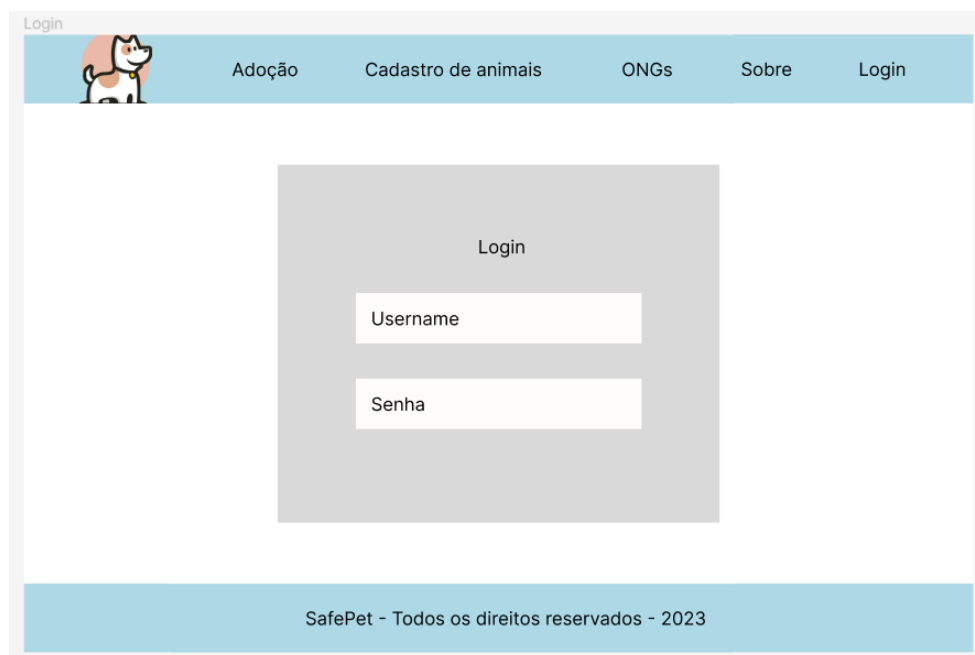 Login
Adoção Cadastro de animais ONGs Sobre Login
Login
Username
Senha
SafePet - Todos os direitos reservados - 2023